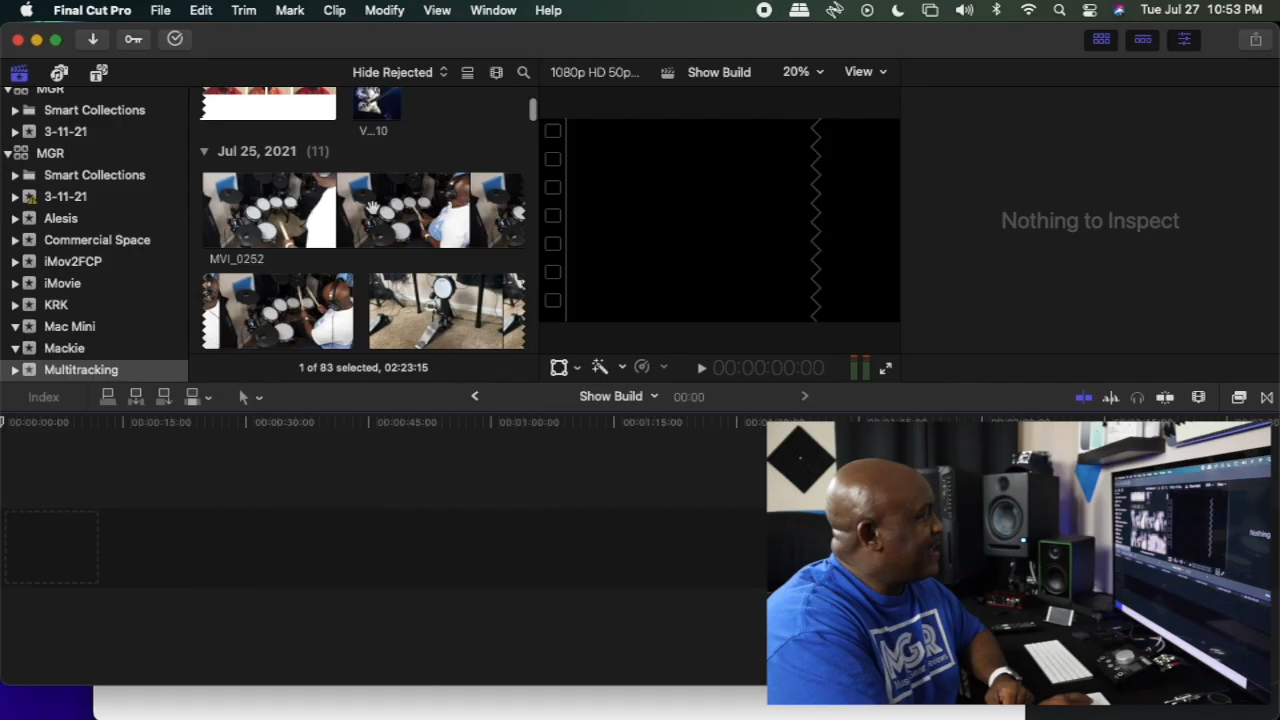 Final Cut Pro File Edit Trim Mark Clip Modify View Window Help Tue Jul 27 10:53 PM
Hide Rejected 1080p HD 50p... Show Build 20% View
MGR
Smart Collections
3-11-21
MGR
Smart Collections
3-11-21
Alesis
Commercial Space
iMov2FCP
iMovie
KRK
Mac Mini
Mackie
Multitracking
V...10
Jul 25, 2021 (11)
MVI_0252
1 of 83 selected, 02:23:15
Nothing to Inspect
00:00:00:00
Index Show Build 00:00
00:00:00:00 00:00:15:00 00:00:30:00 00:00:45:00 00:01:00:00 00:01:15:00
MGR
Nothing